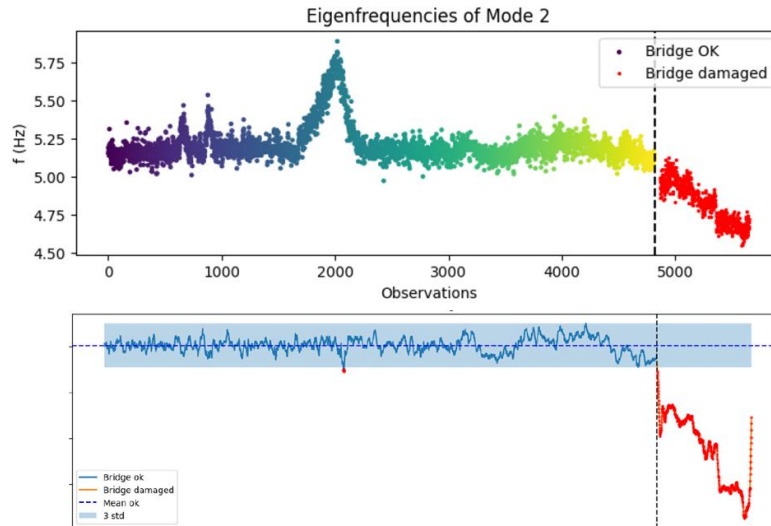 Eigenfrequencies of Mode 2
5.75
5.50
5.25
5.00
4.75
4.50
f (Hz)
Bridge OK
Bridge damaged
0
1000
2000
3000
4000
5000
Observations
Bridge ok
Bridge damaged
Mean ok
3 std